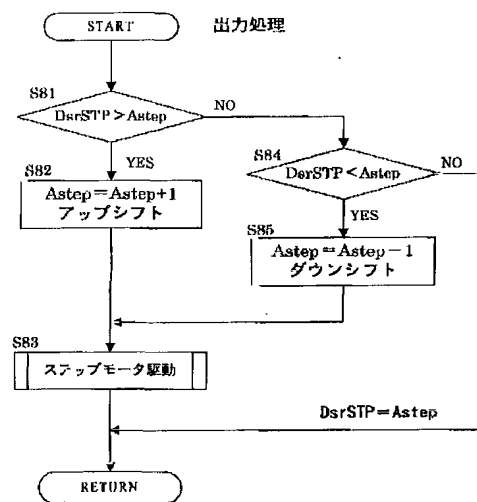 START
出力処理
S81
DsrSTP>Astep
NO
YES
S82
Astep=Astep+1
アップシフト
S84
DsrSTP<Astep
NO
YES
S85
Astep=Astep-1
ダウンシフト
S83
ステップモータ駆動
DsrSTP=Astep
RETURN